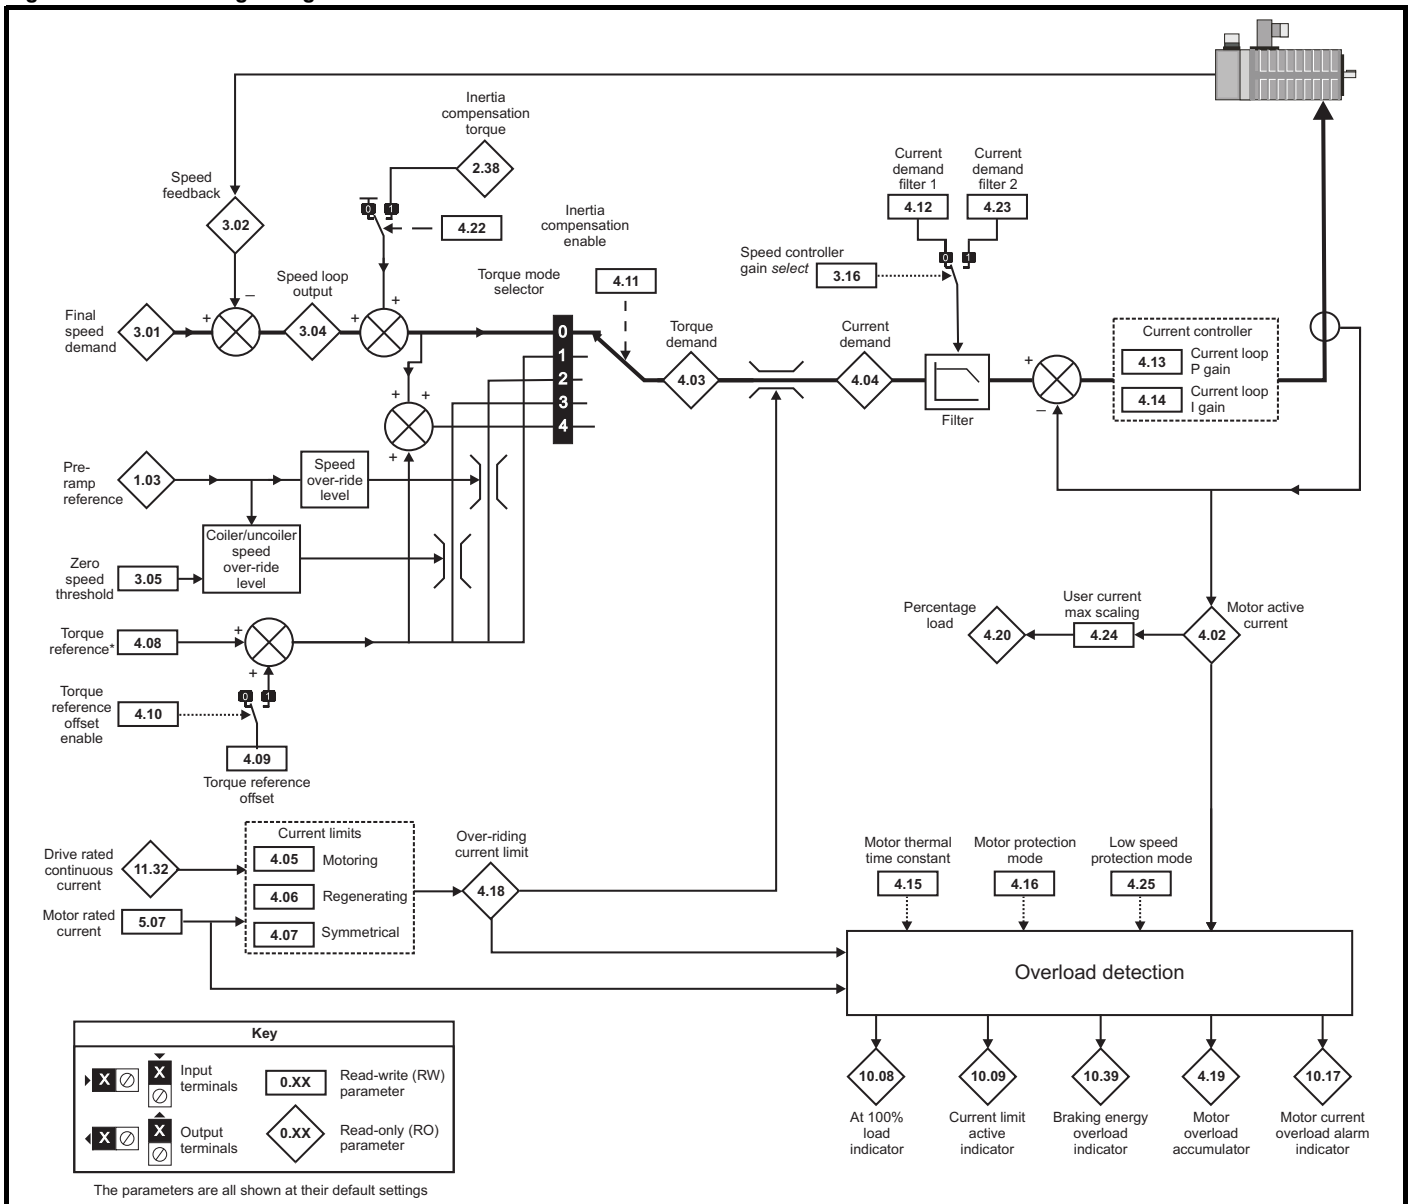 Inertia
compensation
torque
2.38
Speed
feedback
3.02
0 1
4.22
Inertia
compensation
enable
Current
demand
filter 1
Current
demand
filter 2
4.12
4.23
0 1
Speed controller
gain select
3.16
Torque mode
selector
4.11
Speed loop
output
Final
speed
demand
3.01
+
–
3.04
+
+
0
1
2
3
4
Torque
demand
4.03
Current
demand
4.04
Filter
+
–
Current controller
4.13
Current loop
P gain
4.14
Current loop
I gain
+
+
+
Pre-
ramp
reference
1.03
Speed
over-ride
level
Coiler/uncoiler
speed
over-ride
level
Zero
speed
threshold
3.05
Torque
reference*
4.08
+
+
0 1
Torque
reference
offset
enable
4.10
4.09
Torque reference
offset
Percentage
load
4.20
User current
max scaling
4.24
4.02
Motor active
current
Drive rated
continuous
current
11.32
Motor rated
current
5.07
Current limits
4.05
Motoring
4.06
Regenerating
4.07
Symmetrical
Over-riding
current limit
4.18
Motor thermal
time constant
4.15
Motor protection
mode
4.16
Low speed
protection mode
4.25
Overload detection
10.08
At 100%
load
indicator
10.09
Current limit
active
indicator
10.39
Braking energy
overload
indicator
4.19
Motor
overload
accumulator
10.17
Motor current
overload alarm
indicator
Key
X
X
Input
terminals
0.XX
Read-write (RW)
parameter
X
X
Output
terminals
0.XX
Read-only (RO)
parameter
The parameters are all shown at their default settings